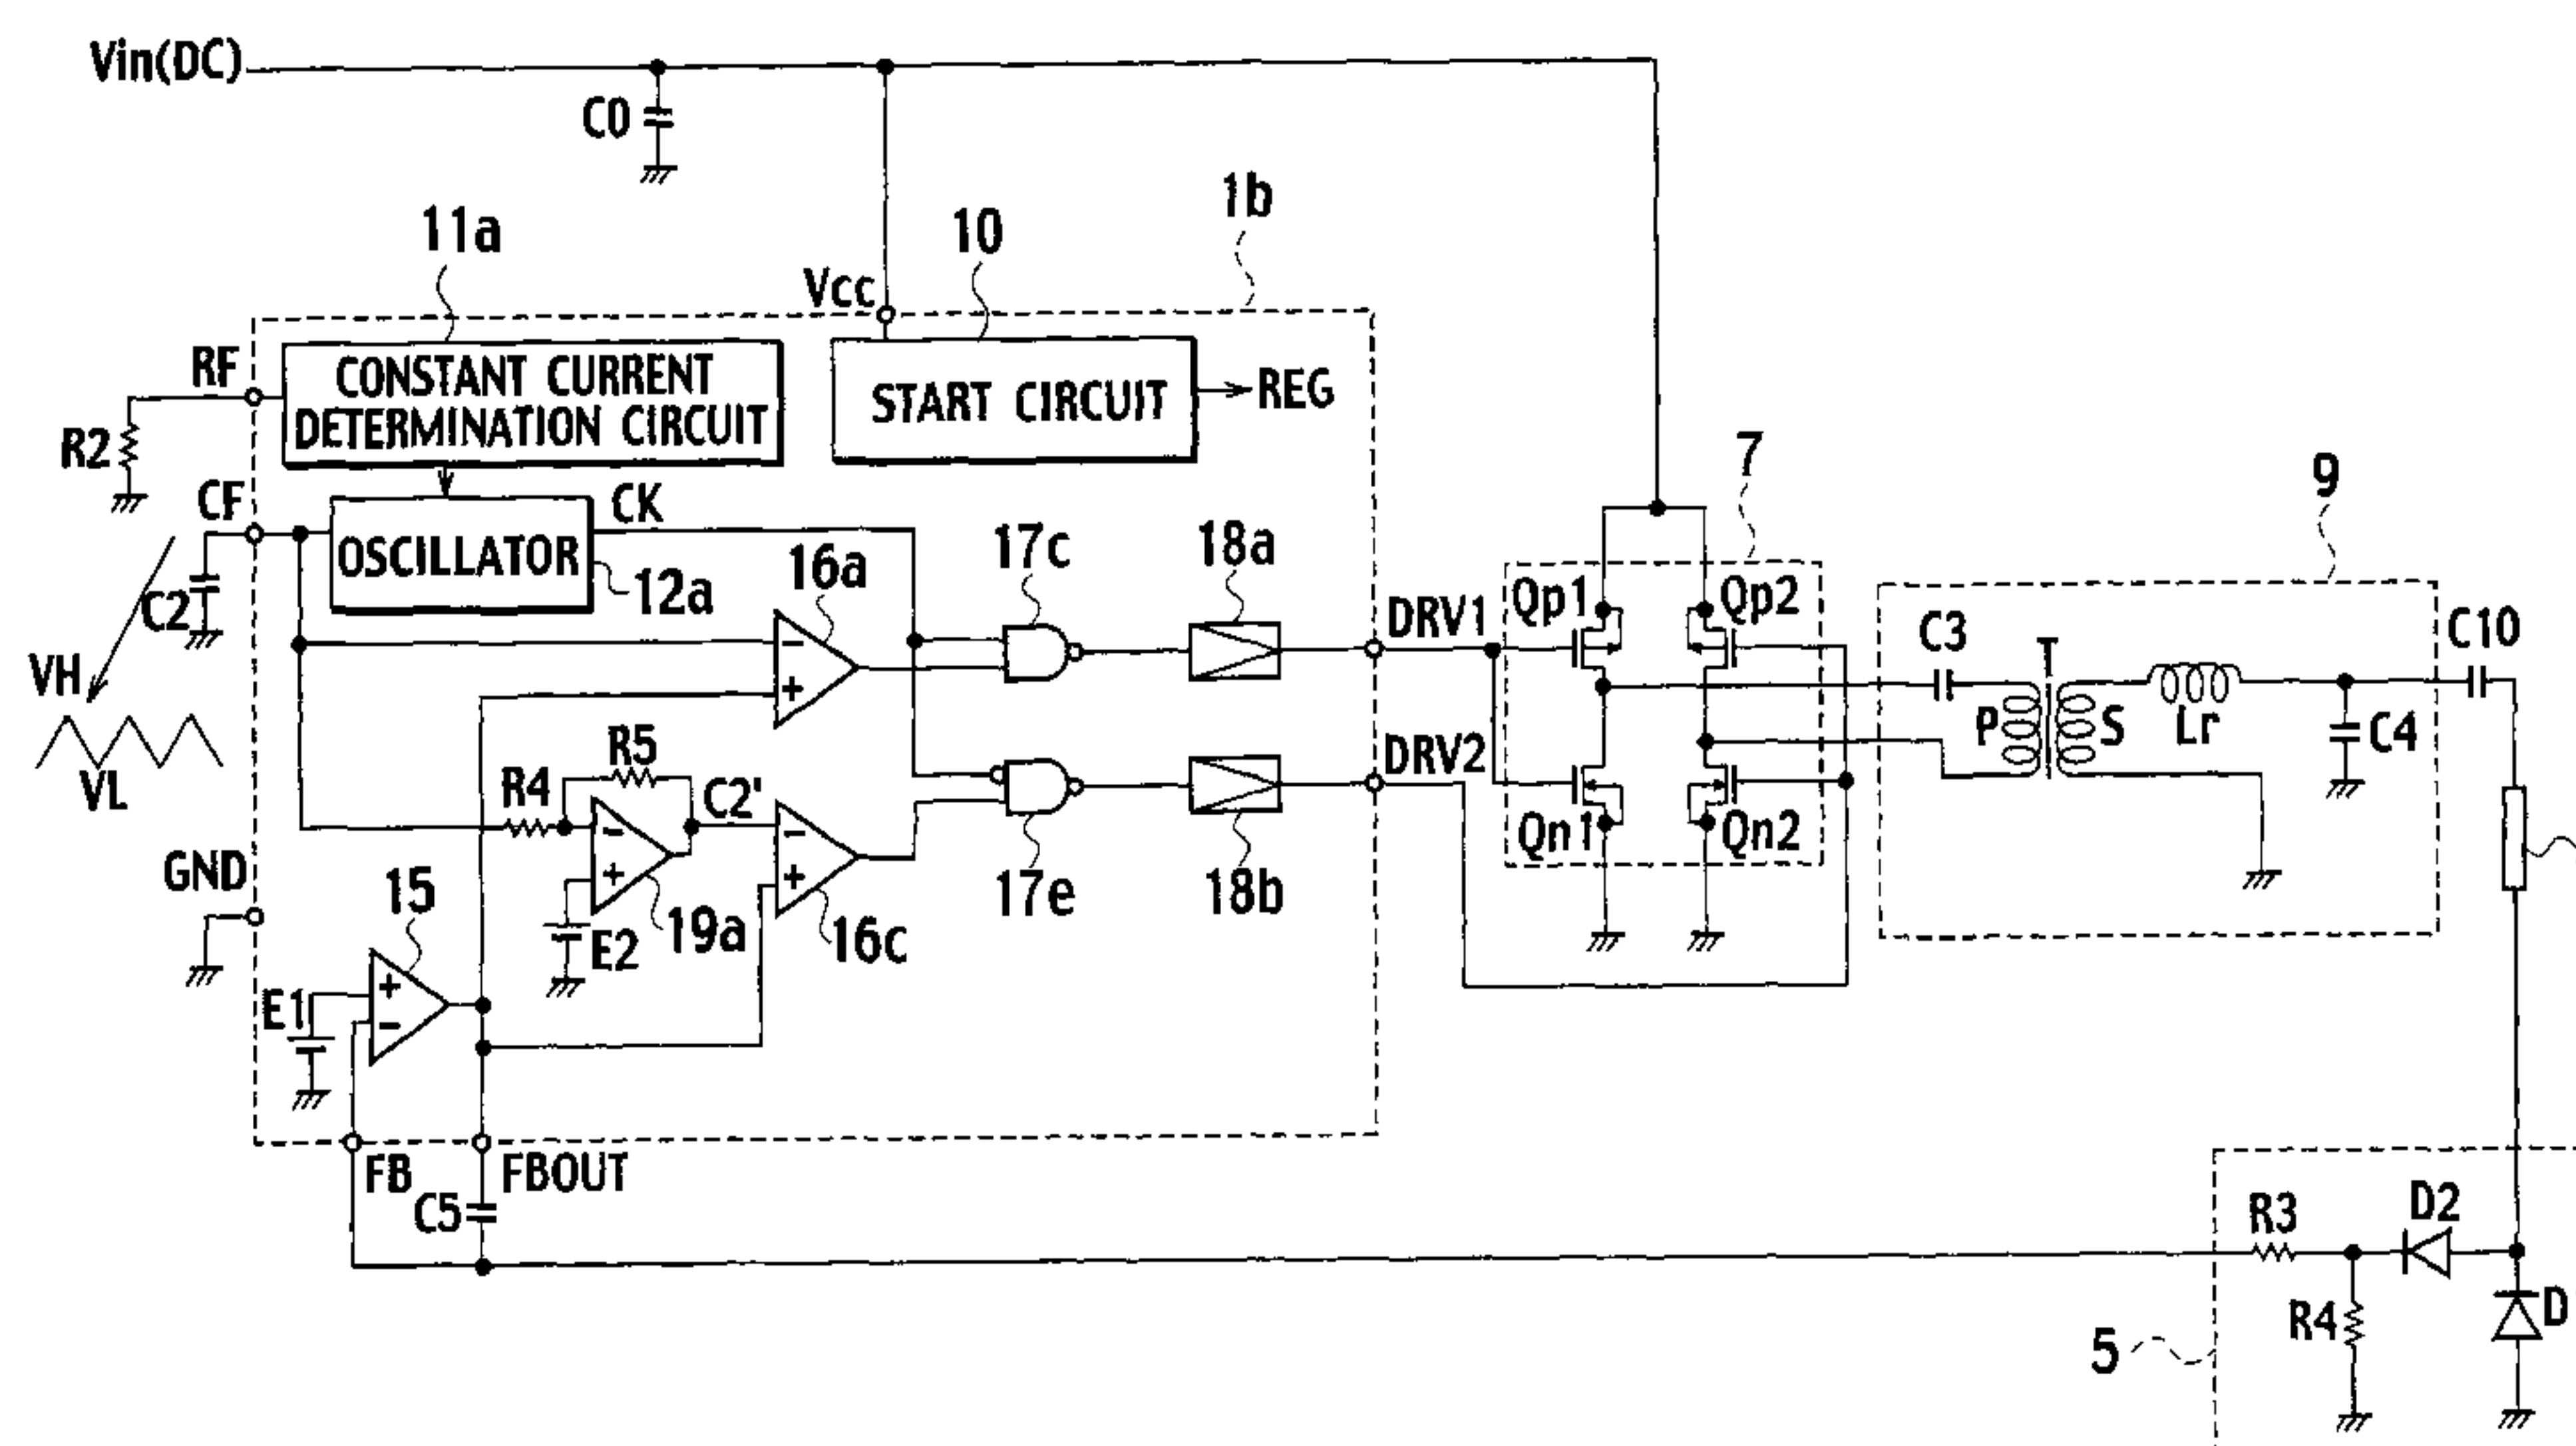 Vin(DC)
C0
1b
11a
10
Vcc
RF
CONSTANT CURRENT
DETERMINATION CIRCUIT
START CIRCUIT
REG
R2
7
9
CF
CK
OSCILLATOR
12a
C2
16a
17c
18a
DRV1
Qp1
Qp2
C3
T
C10
VH
VL
-
+
P
S
Lr
C4
R5
R4
C2'
DRV2
-
+
19a
E2
-
+
16c
17e
18b
Qn1
Qn2
GND
15
E1
+
-
FB
FBOUT
C5
R3
D2
R4
D
5